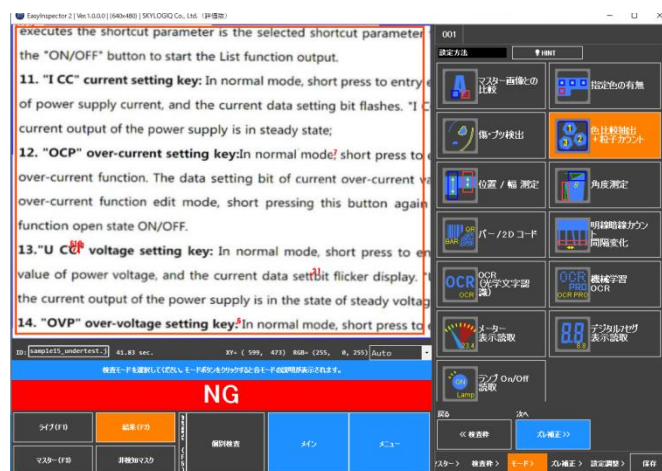 EasyInspector 2 | Ver.1.0.0.0 | (640x480) | SKYLOGIQ Co., Ltd. (評価版)
executes the shortcut parameter is the selected shortcut parameter
the "ON/OFF" button to start the List function output.
11. "I CC" current setting key: In normal mode, short press to entry
of power supply current, and the current data setting bit flashes. "I C
current output of the power supply is in steady state;
12. "OCP" over-current setting key:In normal mode, short press to e
over-current function. The data setting bit of current over-current va
over-current function edit mode, short pressing this button again
function open state ON/OFF.
13."U CC" voltage setting key: In normal mode, short press to en
value of power voltage, and the current data setbit flicker display. "
the current output of the power supply is in the state of steady voltag
14. "OVP" over-voltage setting key: In normal mode, short press to
ID: sample15_undertest.j 41.83 sec. XY= ( 599, 473) RGB= (255, 0, 255) Auto
検査モードを選択してください。モードボタンをクリックすると各モードの説明が表示されます。
NG
ライブ(F1)
結果(F2)
マスター(F3)
非検知マスク
個別検査
メイン
メニュー
001
設定方法
HINT
マスター画像との
比較
指定色の有無
傷・ブツ検出
色比較抽出
+粒子カウント
位置 / 幅 測定
角度測定
バー/2D コード
BAR QR
明線暗線カウン
ト
間隔変化
OCR
OCR
OCR
(光学文字認
識)
OCR
PRO
OCR PRO
機械学習
OCR
23.4
メーター
表示読取
8.8
デジタル7セグ
表示読取
ON
Lamp
ランプ On/Off
読取
戻る
次へ
<< 検査枠
ズレ補正>>
マスター>
検査枠>
モード>
ズレ補正>
設定調整>
保存